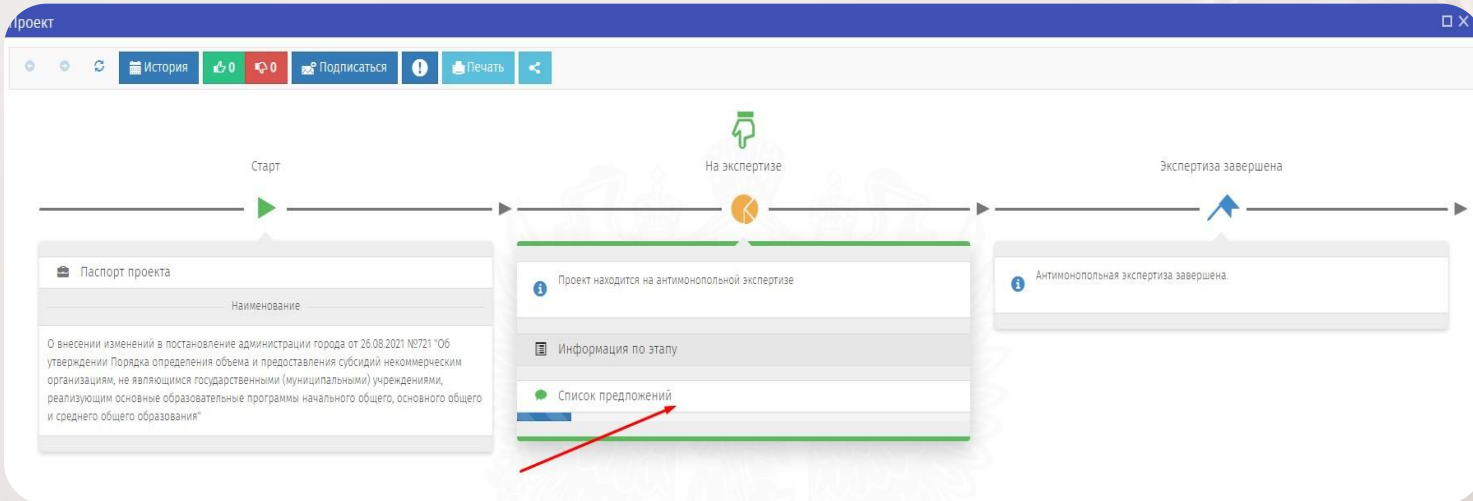 Проект
История
0
0
Подписаться
Печать
Старт
На экспертизе
Экспертиза завершена
Паспорт проекта
Наименование
О внесении изменений в постановление администрации города от 26.08.2021 №721 "Об
утверждении Порядка определения объема и предоставления субсидий некоммерческим
организациям, не являющимся государственными (муниципальными) учреждениями,
реализующим основные образовательные программы начального общего, основного общего
и среднего общего образования"
Проект находится на антимонопольной экспертизе
Информация по этапу
Список предложений
Антимонопольная экспертиза завершена.